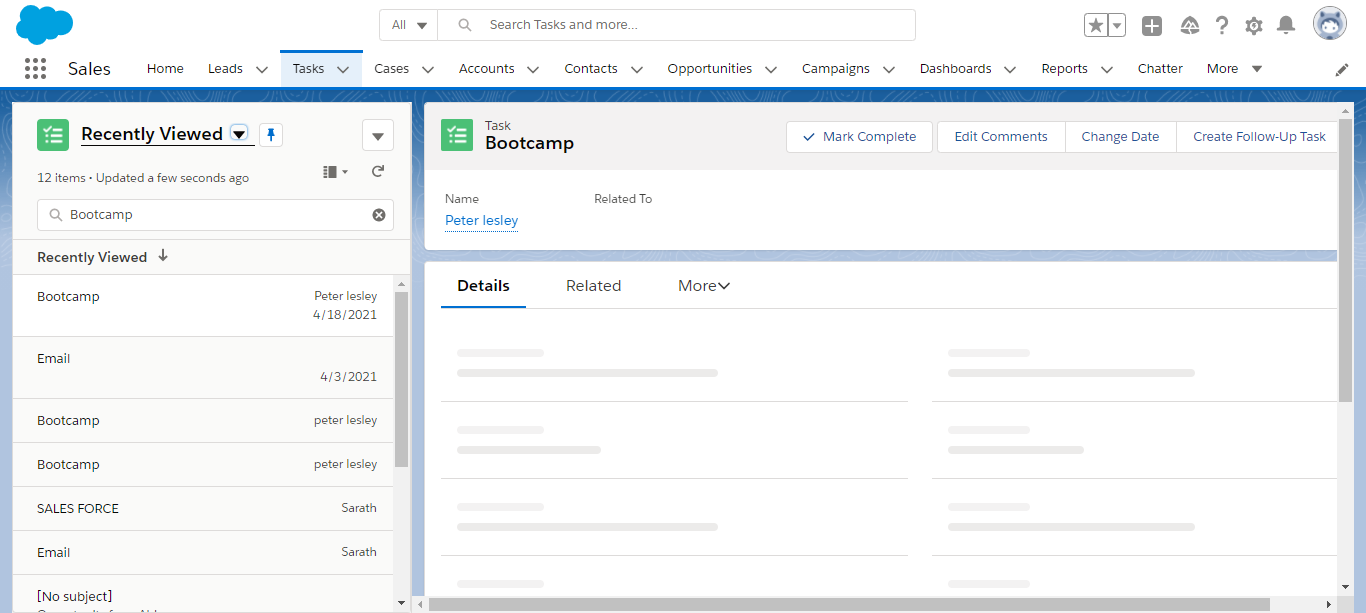 All
Search Tasks and more...
Sales
Home
Leads
Tasks
Cases
Accounts
Contacts
Opportunities
Campaigns
Dashboards
Reports
Chatter
More
Recently Viewed
12 items • Updated a few seconds ago
Bootcamp
Recently Viewed
Bootcamp
Peter lesley
4/18/2021
Email
4/3/2021
Bootcamp
peter lesley
Bootcamp
peter lesley
SALES FORCE
Sarath
Email
Sarath
[No subject]
Task
Bootcamp
Mark Complete
Edit Comments
Change Date
Create Follow-Up Task
Name
Related To
Peter lesley
Details
Related
More